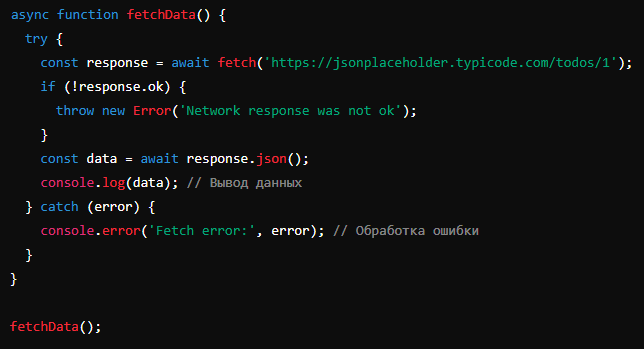 async function fetchData() {
  try {
    const response = await fetch('https://jsonplaceholder.typicode.com/todos/1');
    if (!response.ok) {
      throw new Error('Network response was not ok');
    }
    const data = await response.json();
    console.log(data); // Вывод данных
  } catch (error) {
    console.error('Fetch error:', error); // Обработка ошибки
  }
}

fetchData();